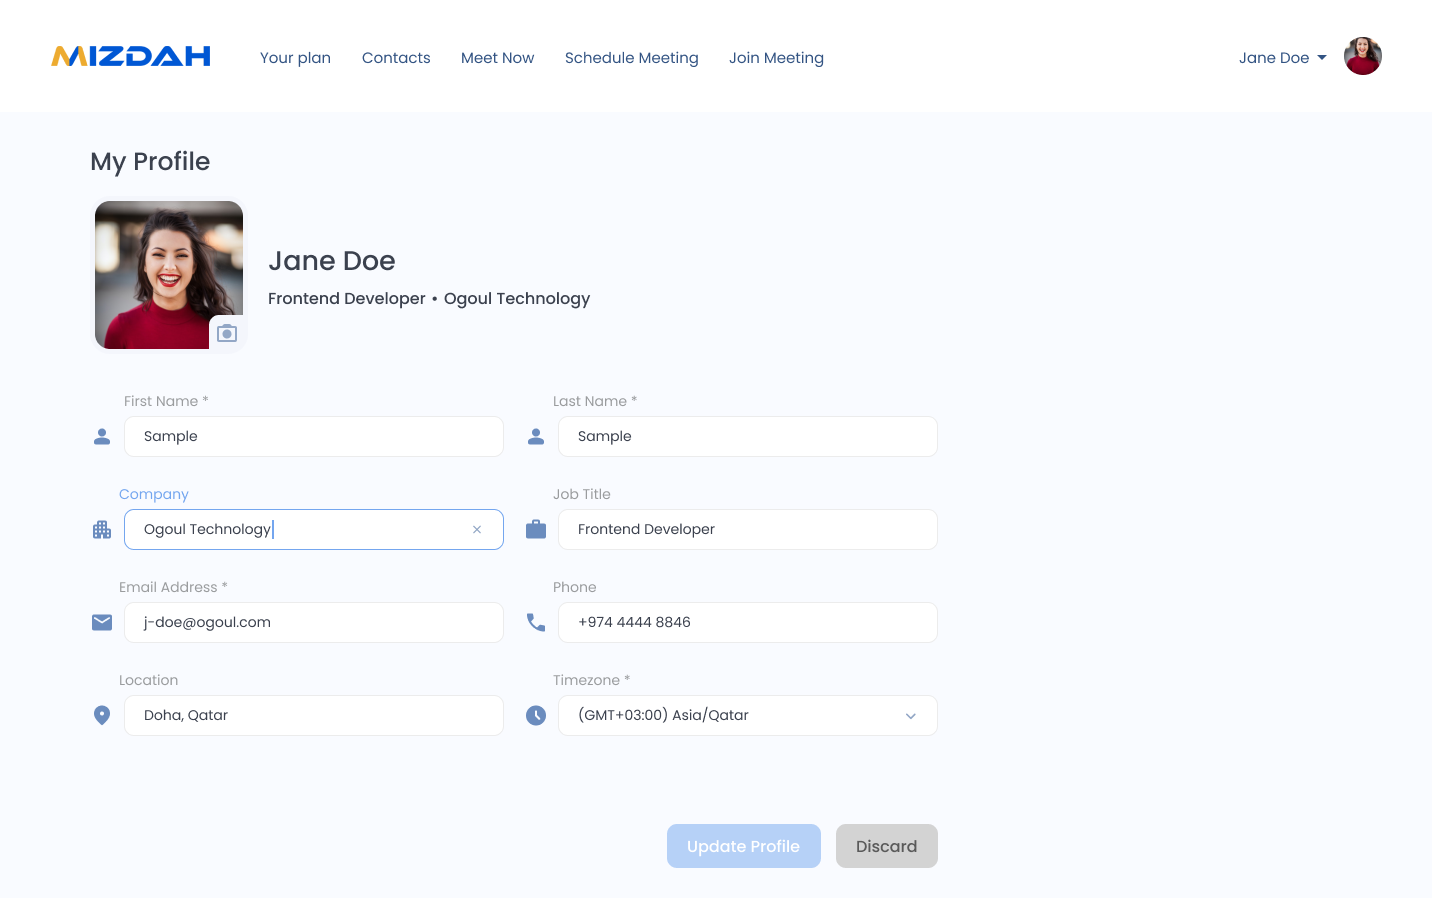 MIZDAH
Your plan
Contacts
Meet Now
Schedule Meeting
Join Meeting
Jane Doe
My Profile
Jane Doe
Frontend Developer • Ogoul Technology
First Name *
Last Name *
Sample
Sample
Company
Job Title
Ogoul Technology
Frontend Developer
Email Address *
Phone
j-doe@ogoul.com
+974 4444 8846
Location
Timezone *
Doha, Qatar
(GMT+03:00) Asia/Qatar
Update Profile
Discard